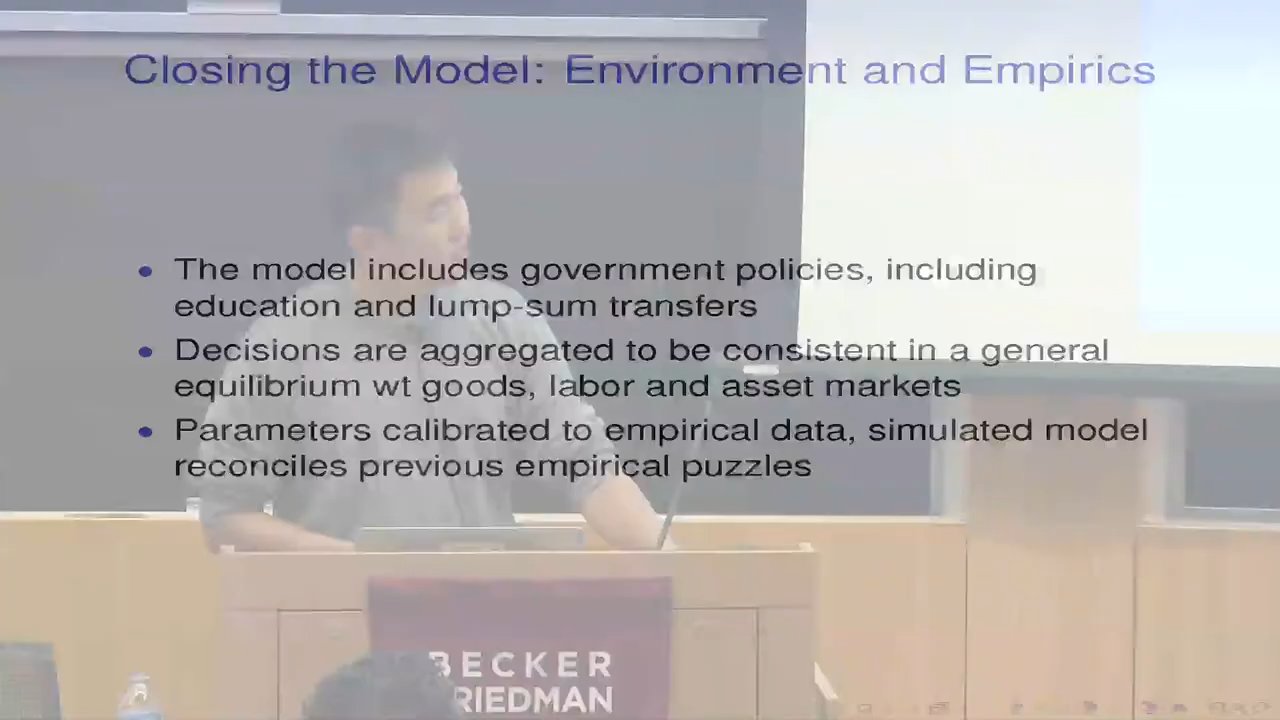 Closing the Model: Environment and Empirics
The model includes government policies, including
education and lump-sum transfers
Decisions are aggregated to be consistent in a general
equilibrium wt goods, labor and asset markets
Parameters calibrated to empirical data, simulated model
reconciles previous empirical puzzles
BECKER
RIEDMAN